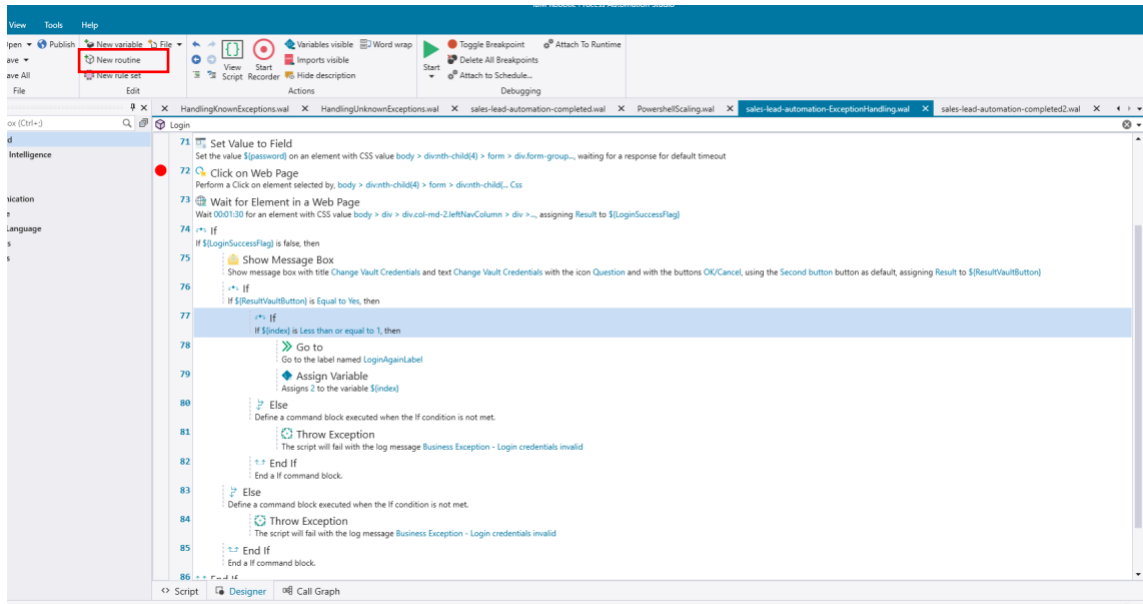 View Tools Help
Open Publish New variable File Variables visible Word wrap Toggle Breakpoint Attach To Runtime
ave New routine Imports visible Delete All Breakpoints
ave All New rule set View Script Start Recorder Hide description Start Attach to Schedule...
File Edit Actions Debugging
HandlingKnownExceptions.wal HandlingUnknownExceptions.wal sales-lead-automation-completed.wal PowershellScaling.wal sales-lead-automation-ExceptionHandling.wal sales-lead-automation-completed2.wal
ox (Ctrl+;) Login
d
Intelligence
nication
e
Language
s
s
71 Set Value to Field
Set the value ${password} on an element with CSS value body > div:nth-child(4) > form > div.form-group..., waiting for a response for default timeout
72 Click on Web Page
Perform a Click on element selected by, body > div:nth-child(4) > form > div:nth-child(... Css
73 Wait for Element in a Web Page
Wait 00:01:30 for an element with CSS value body > div > div.col-md-2.leftNavColumn > div >..., assigning Result to ${LoginSuccessFlag}
74 If
If ${LoginSuccessFlag} is false, then
75 Show Message Box
Show message box with title Change Vault Credentials and text Change Vault Credentials with the icon Question and with the buttons OK/Cancel, using the Second button button as default, assigning Result to ${ResultVaultButton}
76 If
If ${ResultVaultButton} is Equal to Yes, then
77 If
If ${index} is Less than or equal to 1, then
78 Go to
Go to the label named LoginAgainLabel
79 Assign Variable
Assigns 2 to the variable ${index}
80 Else
Define a command block executed when the If condition is not met.
81 Throw Exception
The script will fail with the log message Business Exception - Login credentials invalid
82 End If
End a If command block.
83 Else
Define a command block executed when the If condition is not met.
84 Throw Exception
The script will fail with the log message Business Exception - Login credentials invalid
85 End If
End a If command block.
86 End If
Script Designer Call Graph